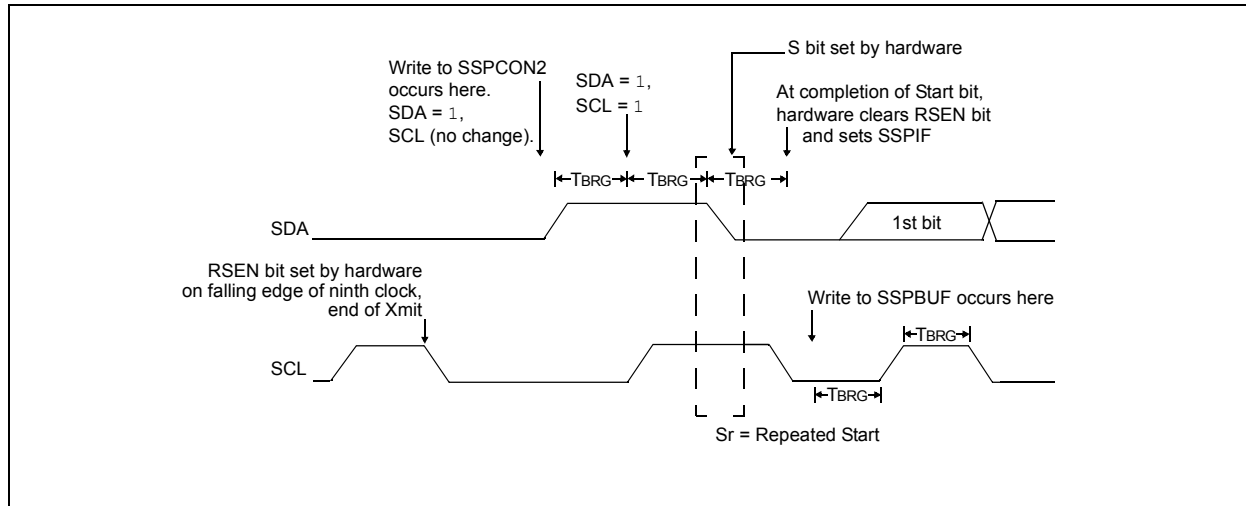 S bit set by hardware
Write to SSPCON2
occurs here.
SDA = 1,
SCL (no change).
SDA = 1,
SCL = 1
At completion of Start bit,
hardware clears RSEN bit
and sets SSPIF
TBRG
TBRG
TBRG
SDA
1st bit
RSEN bit set by hardware
on falling edge of ninth clock,
end of Xmit
Write to SSPBUF occurs here
TBRG
SCL
TBRG
Sr = Repeated Start